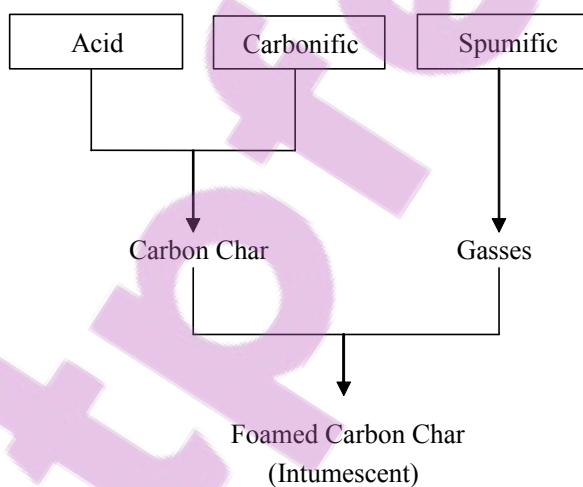 Acid
Carbonific
Spumific
Carbon Char
Gasses
Foamed Carbon Char
(Intumescent)